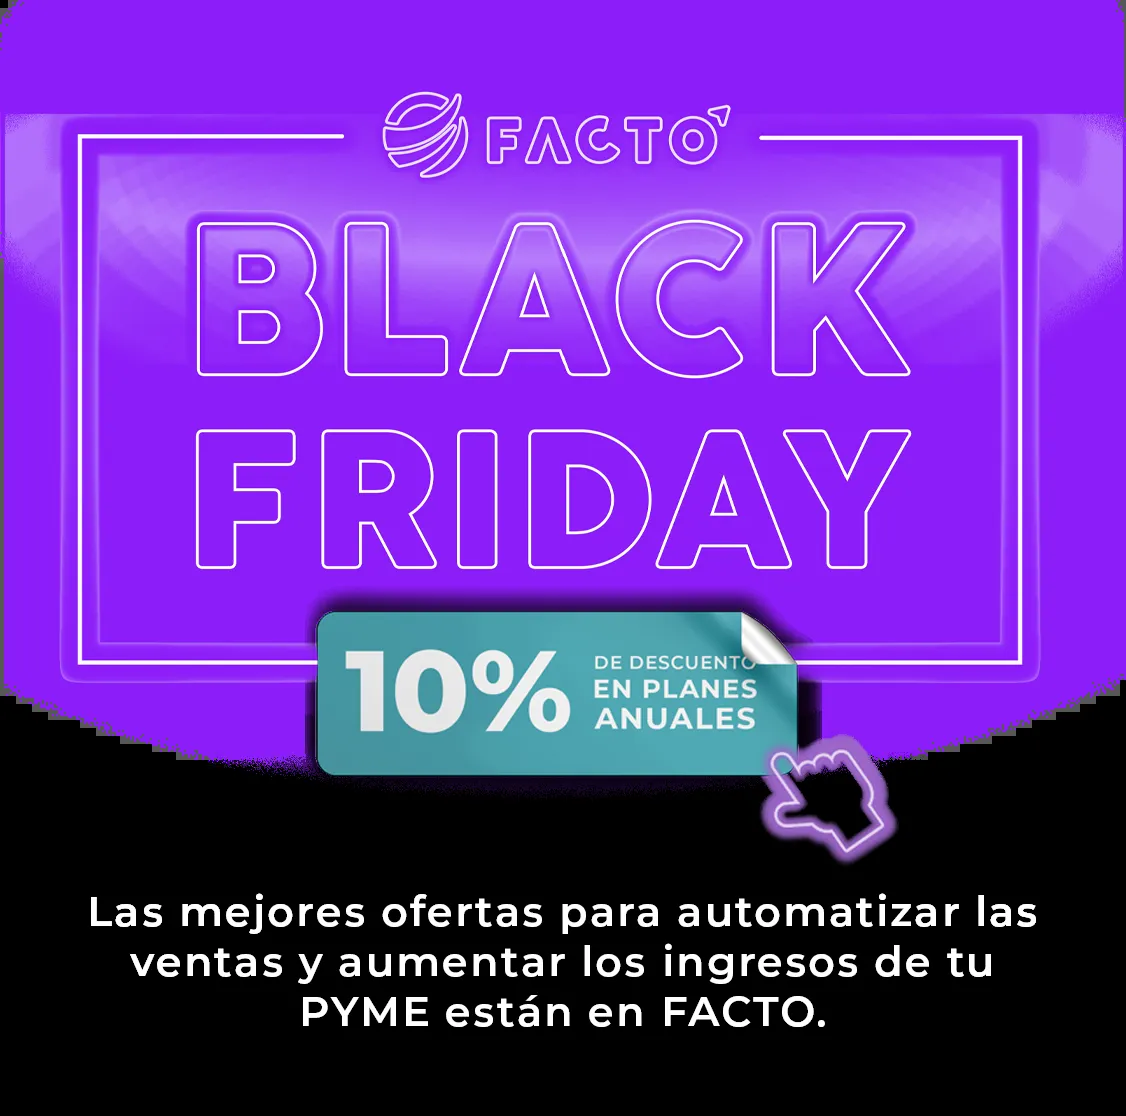 FACTO
BLACK
FRIDAY
10%
DE DESCUENTO
EN PLANES
ANUALES
Las mejores ofertas para automatizar las
ventas y aumentar los ingresos de tu
PYME están en FACTO.